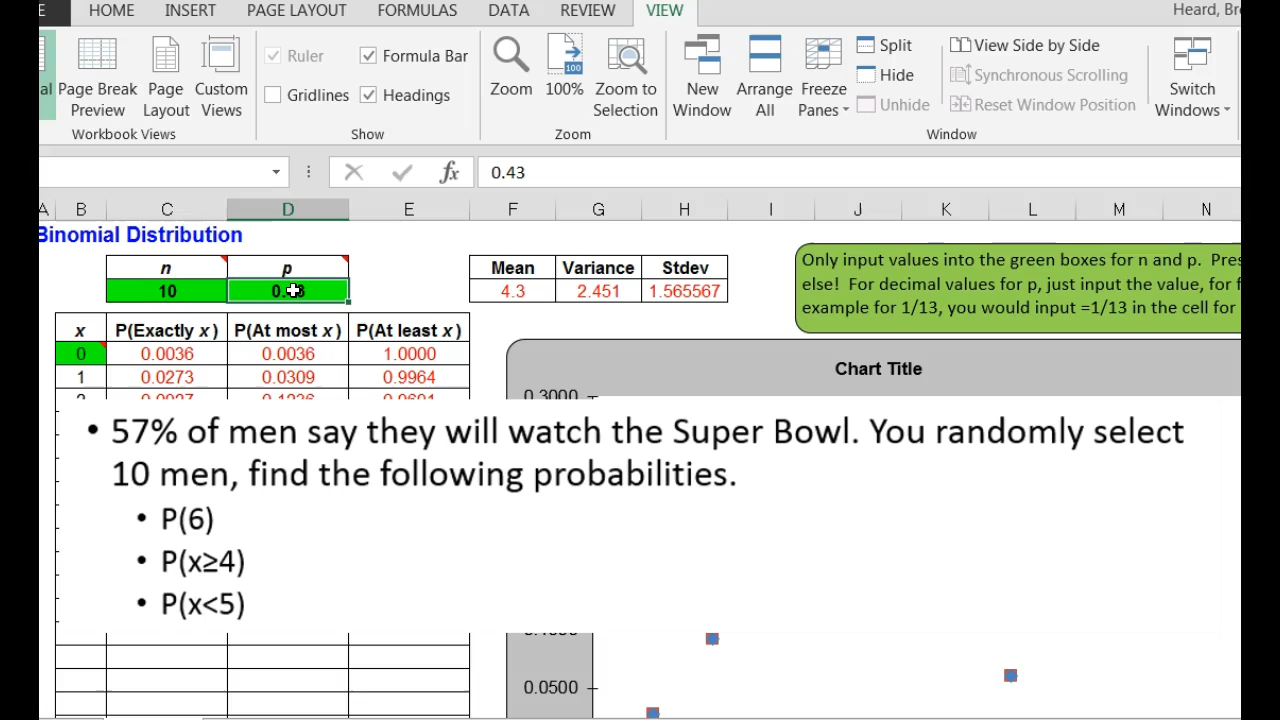 E HOME INSERT PAGE LAYOUT FORMULAS DATA REVIEW VIEW Heard, Br
al Page Break Preview Page Layout Custom Views
Workbook Views
Ruler Formula Bar
Gridlines Headings
Show
Zoom 100% Zoom to Selection
100
Zoom
New Window Arrange All Freeze Panes
Split
Hide
Unhide
View Side by Side
Synchronous Scrolling
Reset Window Position
Switch Windows
Window
fx 0.43
A B C D E F G H I J K L M N
Binomial Distribution
n p
10
Mean Variance Stdev
4.3 2.451 1.565567
Only input values into the green boxes for n and p. Pres
else! For decimal values for p, just input the value, for f
example for 1/13, you would input =1/13 in the cell for
x P(Exactly x) P(At most x) P(At least x)
0 0.0036 0.0036 1.0000
1 0.0273 0.0309 0.9964
Chart Title
0.3000
• 57% of men say they will watch the Super Bowl. You randomly select
10 men, find the following probabilities.
• P(6)
• P(x≥4)
• P(x<5)
0.0500